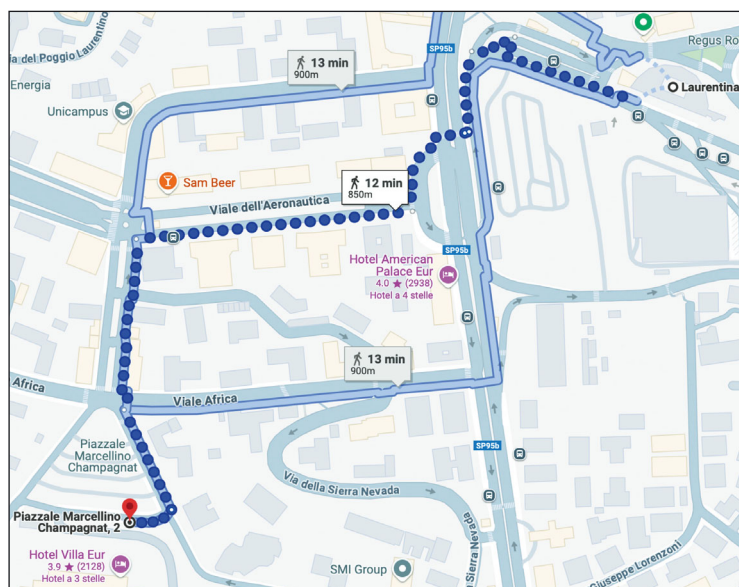 ia del Poggio Laurentino
Energia
Unicampus
13 min
900m
SP95b
Regus Ro
Laurentina
Sam Beer
12 min
850m
Viale dell'Aeronautica
SP95b
Hotel American
Palace Eur
4.0 ★ (2938)
Hotel a 4 stelle
13 min
900m
Africa
Viale Africa
Piazzale
Marcellino
Champagnat
SP95b
Via della Sierra Nevada
Piazzale Marcellino
Champagnat, 2
Hotel Villa Eur
3.9 ★ (2128)
Hotel a 3 stelle
SMI Group
l Sierra Nevada
Giuseppe Lorenzoni